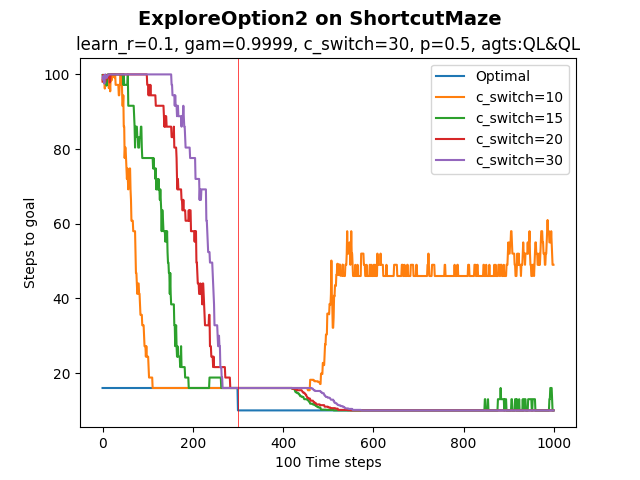 ExploreOption2 on ShortcutMaze
learn_r=0.1, gam=0.9999, c_switch=30, p=0.5, agts:QL&QL
Optimal
c_switch=10
c_switch=15
c_switch=20
c_switch=30
Steps to goal
100
80
60
40
20
0
200
400
600
800
1000
100 Time steps